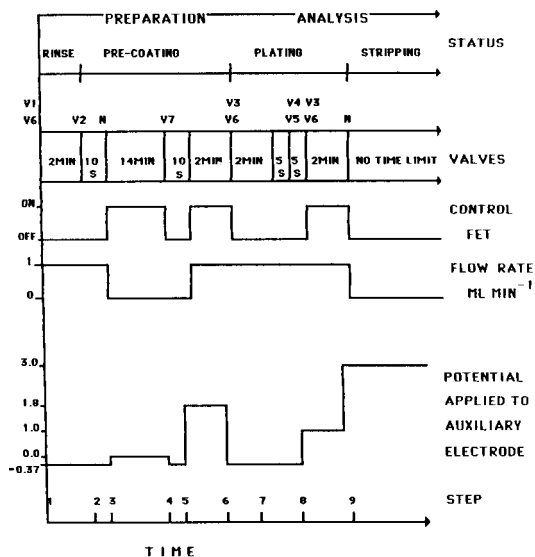 PREPARATION ANALYSIS
STATUS
RINSE PRE-COATING PLATING STRIPPING
V1 V3 V4 V3
V6 V2 N V7 V6 V5 V6 N
2MIN 10 S 14MIN 10 S 2MIN 2MIN 5 S 5 S 2MIN NO TIME LIMIT VALVES
ON
CONTROL
OFF
FET
1
FLOW RATE
0
ML MIN⁻¹
3.0
POTENTIAL
1.8
APPLIED TO
1.0
AUXILIARY
0.0
ELECTRODE
-0.37
1 2 3 4 5 6 7 8 9 STEP
TIME